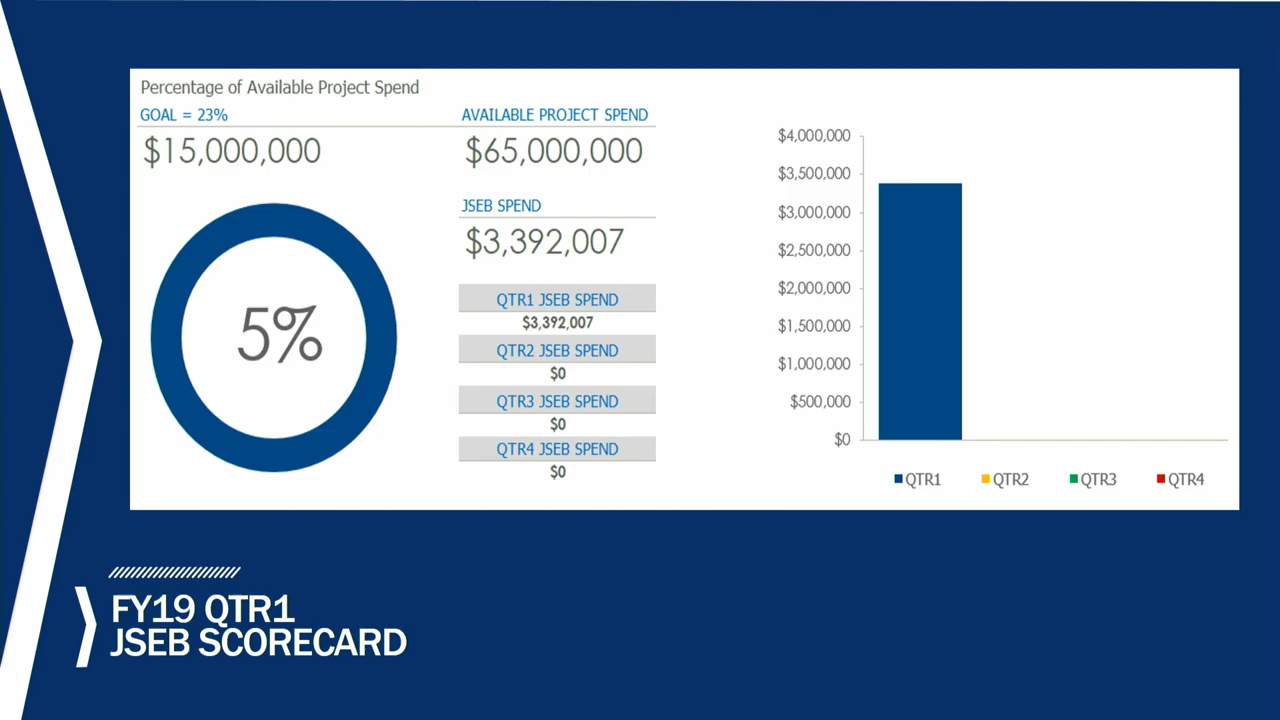 Percentage of Available Project Spend
GOAL = 23%
$15,000,000
5%
AVAILABLE PROJECT SPEND
$65,000,000
JSEB SPEND
$3,392,007
QTR1 JSEB SPEND
$3,392,007
QTR2 JSEB SPEND
$0
QTR3 JSEB SPEND
$0
QTR4 JSEB SPEND
$0
$4,000,000
$3,500,000
$3,000,000
$2,500,000
$2,000,000
$1,500,000
$1,000,000
$500,000
$0
QTR1 QTR2 QTR3 QTR4
FY19 QTR1
JSEB SCORECARD